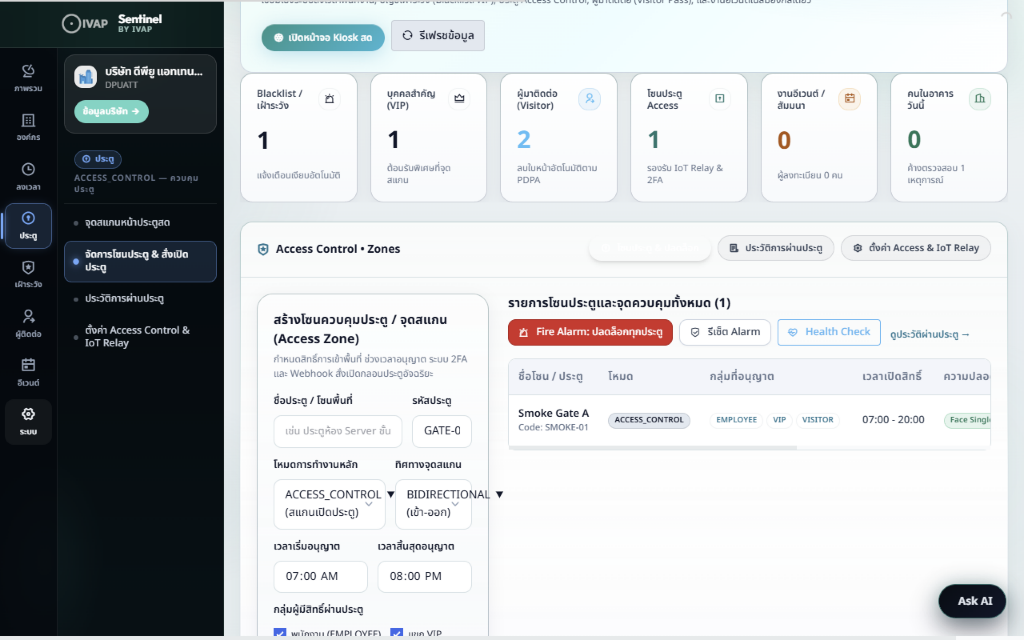 IVAP
Sentinel
BY IVAP
บริษัท ดีพียู แอทเทน...
DPUATT
ข้อมูลบริษัท →
ประตู
ACCESS_CONTROL — ควบคุม
ประตู
จุดสแกนหน้าประตูสด
จัดการโซนประตู & สั่งเปิด
ประตู
ประวัติการผ่านประตู
ตั้งค่า Access Control &
IoT Relay
ภาพรวม
องค์กร
ลงเวลา
ประตู
เฝ้าระวัง
ผู้ติดต่อ
อีเวนต์
ระบบ
เปิดหน้าจอ Kiosk สด
รีเฟรชข้อมูล
Blacklist /
เฝ้าระวัง
1
แจ้งเตือนเงียบอัตโนมัติ
บุคคลสำคัญ
(VIP)
1
ต้อนรับพิเศษที่จุด
สแกน
ผู้มาติดต่อ
(Visitor)
2
ลบใบหน้าอัตโนมัติตาม
PDPA
โซนประตู
Access
1
รองรับ IoT Relay &
2FA
งานอีเวนต์ /
สัมมนา
0
ผู้ลงทะเบียน 0 คน
คนในอาคาร
วันนี้
0
ค้างตรวจสอบ 1
เหตุการณ์
Access Control • Zones
ประวัติการผ่านประตู
ตั้งค่า Access & IoT Relay
สร้างโซนควบคุมประตู / จุดสแกน
(Access Zone)
กำหนดสิทธิ์การเข้าพื้นที่ ช่วงเวลาอนุญาต ระบบ 2FA
และ Webhook สั่งเปิดกลอนประตูอัจฉริยะ
ชื่อประตู / โซนพื้นที่
รหัสประตู
เช่น ประตูห้อง Server ชั้น
GATE-0
โหมดการทำงานหลัก
ทิศทางจุดสแกน
ACCESS_CONTROL ▼
(สแกนเปิดประตู)
BIDIRECTIONAL ▼
(เข้า-ออก)
เวลาเริ่มอนุญาต
เวลาสิ้นสุดอนุญาต
07:00 AM
08:00 PM
กลุ่มผู้มีสิทธิ์ผ่านประตู
พนักงาน (EMPLOYEE)
แขก VIP
รายการโซนประตูและจุดควบคุมทั้งหมด (1)
Fire Alarm: ปลดล็อกทุกประตู
รีเซ็ต Alarm
Health Check
ดูประวัติผ่านประตู →
ชื่อโซน / ประตู
โหมด
กลุ่มที่อนุญาต
เวลาเปิดสิทธิ์
ความปลอ
Smoke Gate A
Code: SMOKE-01
ACCESS_CONTROL
EMPLOYEE
VIP
VISITOR
07:00 - 20:00
Face Singl
Ask AI